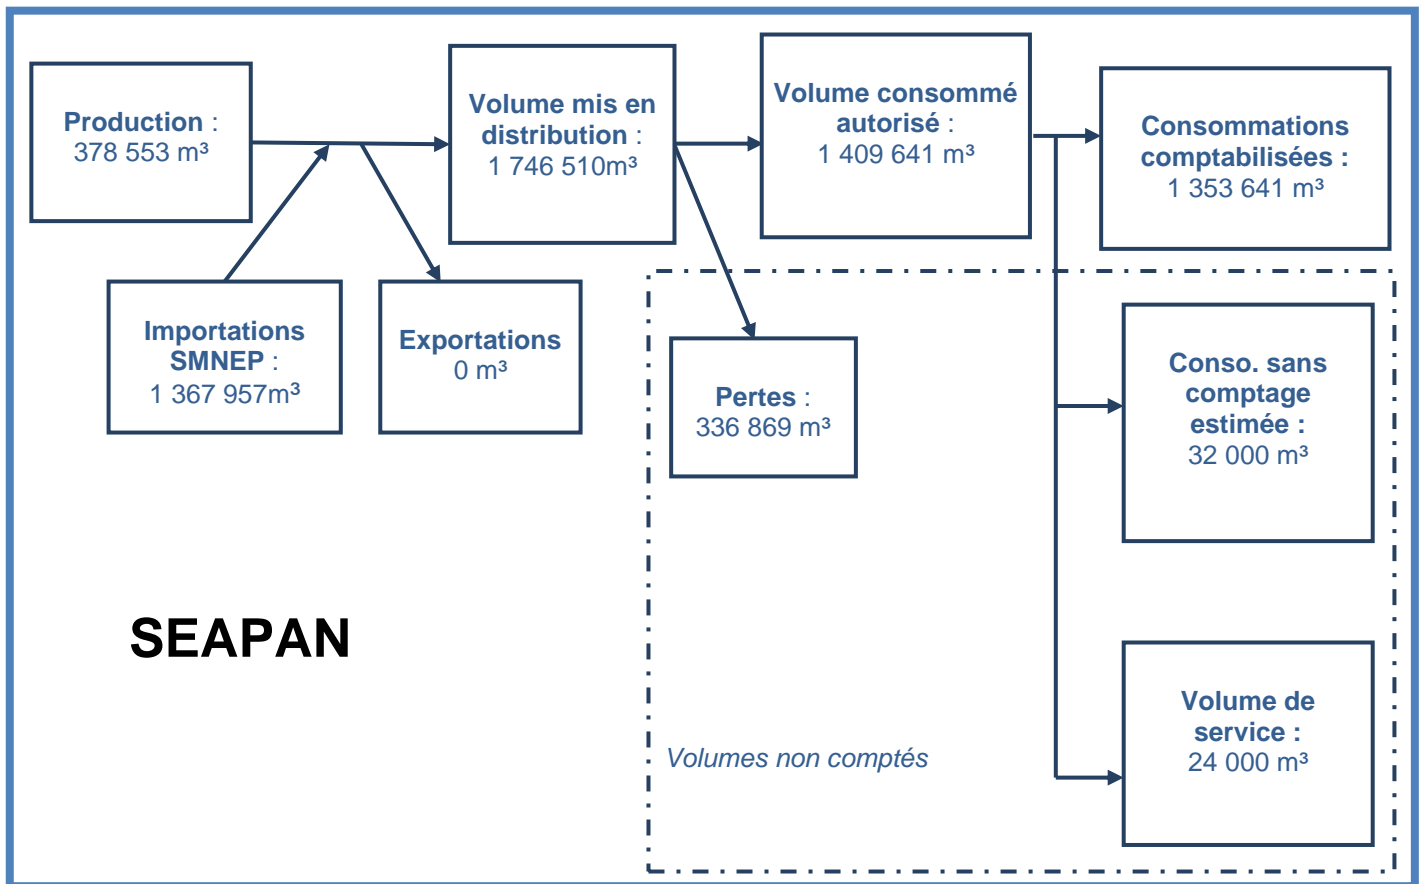 Production :
378 553 m³
Volume mis en
distribution :
1 746 510m³
Volume consommé
autorisé :
1 409 641 m³
Consommations
comptabilisées :
1 353 641 m³
Importations
SMNEP :
1 367 957m³
Exportations
0 m³
Pertes :
336 869 m³
Conso. sans
comptage
estimée :
32 000 m³
SEAPAN
Volumes non comptés
Volume de
service :
24 000 m³